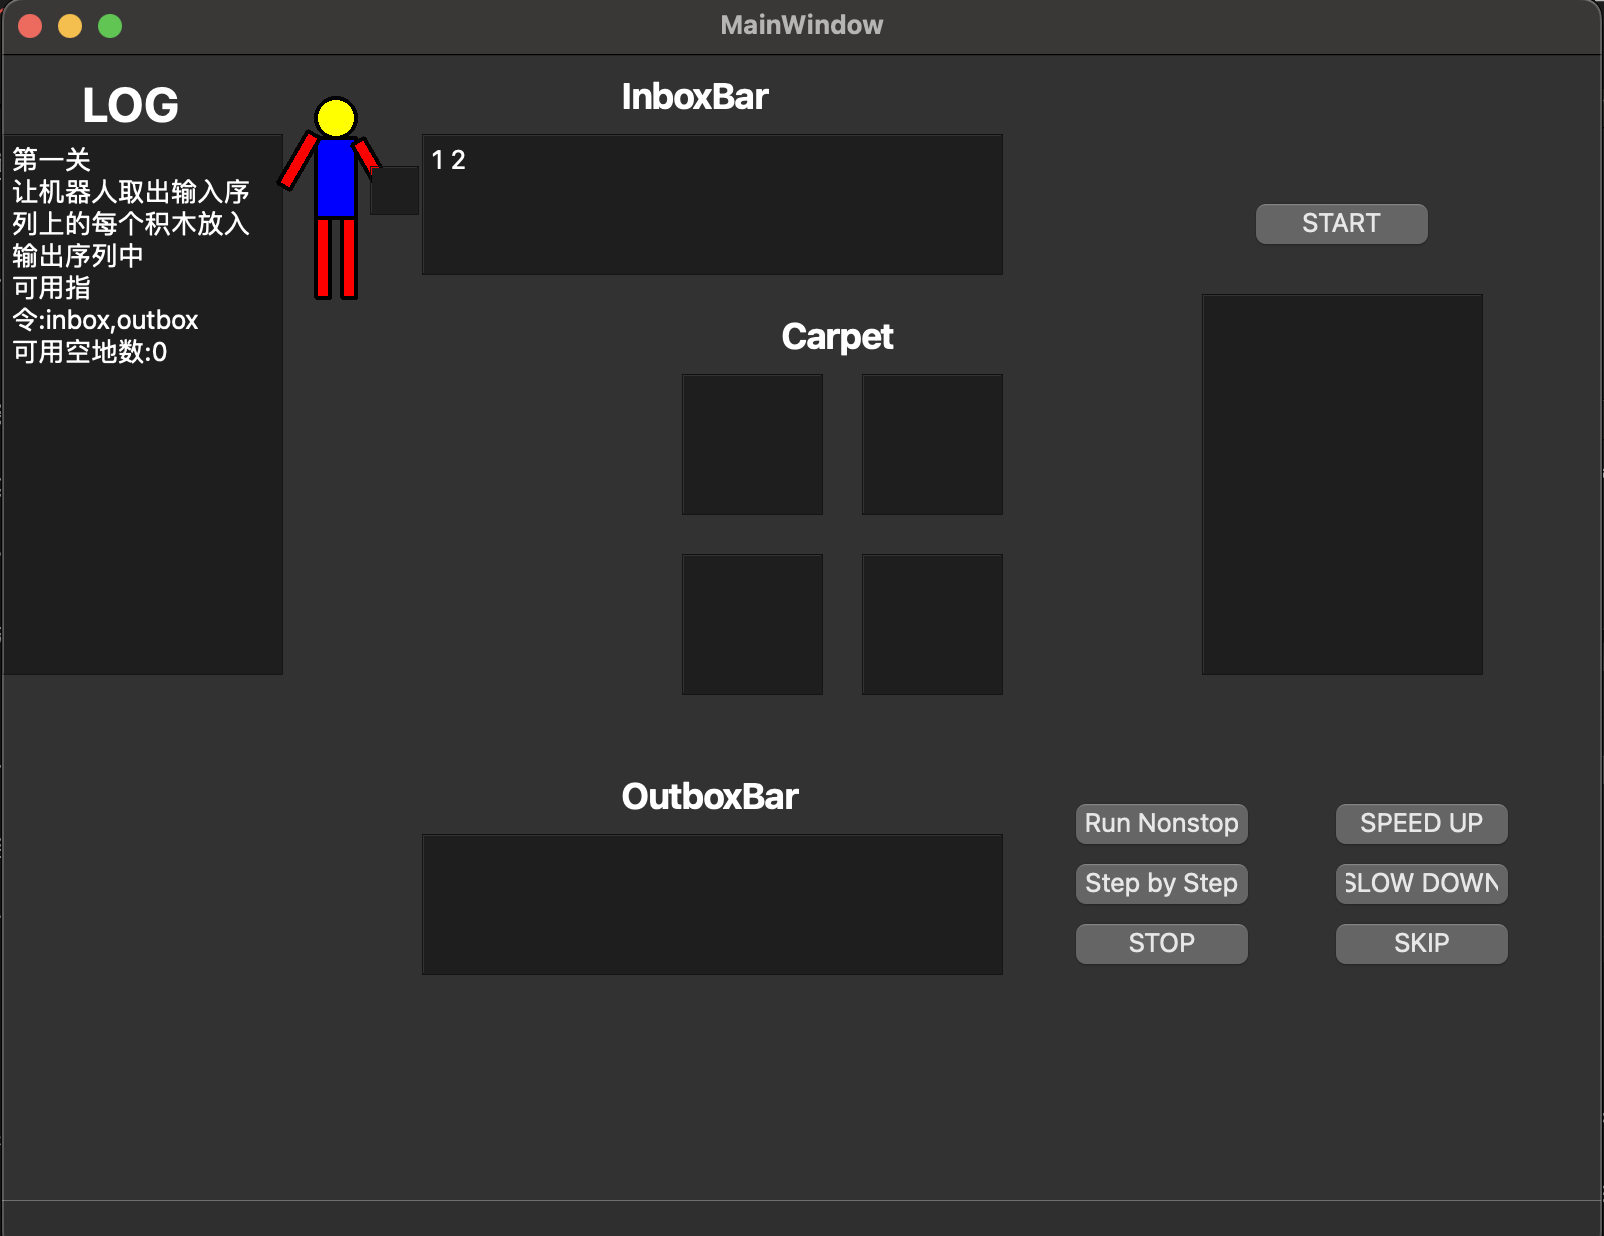 MainWindow
LOG
第一关
让机器人取出输入序
列上的每个积木放入
输出序列中
可用指
令:inbox,outbox
可用空地数:0
InboxBar
1 2
START
Carpet
OutboxBar
Run Nonstop
SPEED UP
Step by Step
SLOW DOWN
STOP
SKIP